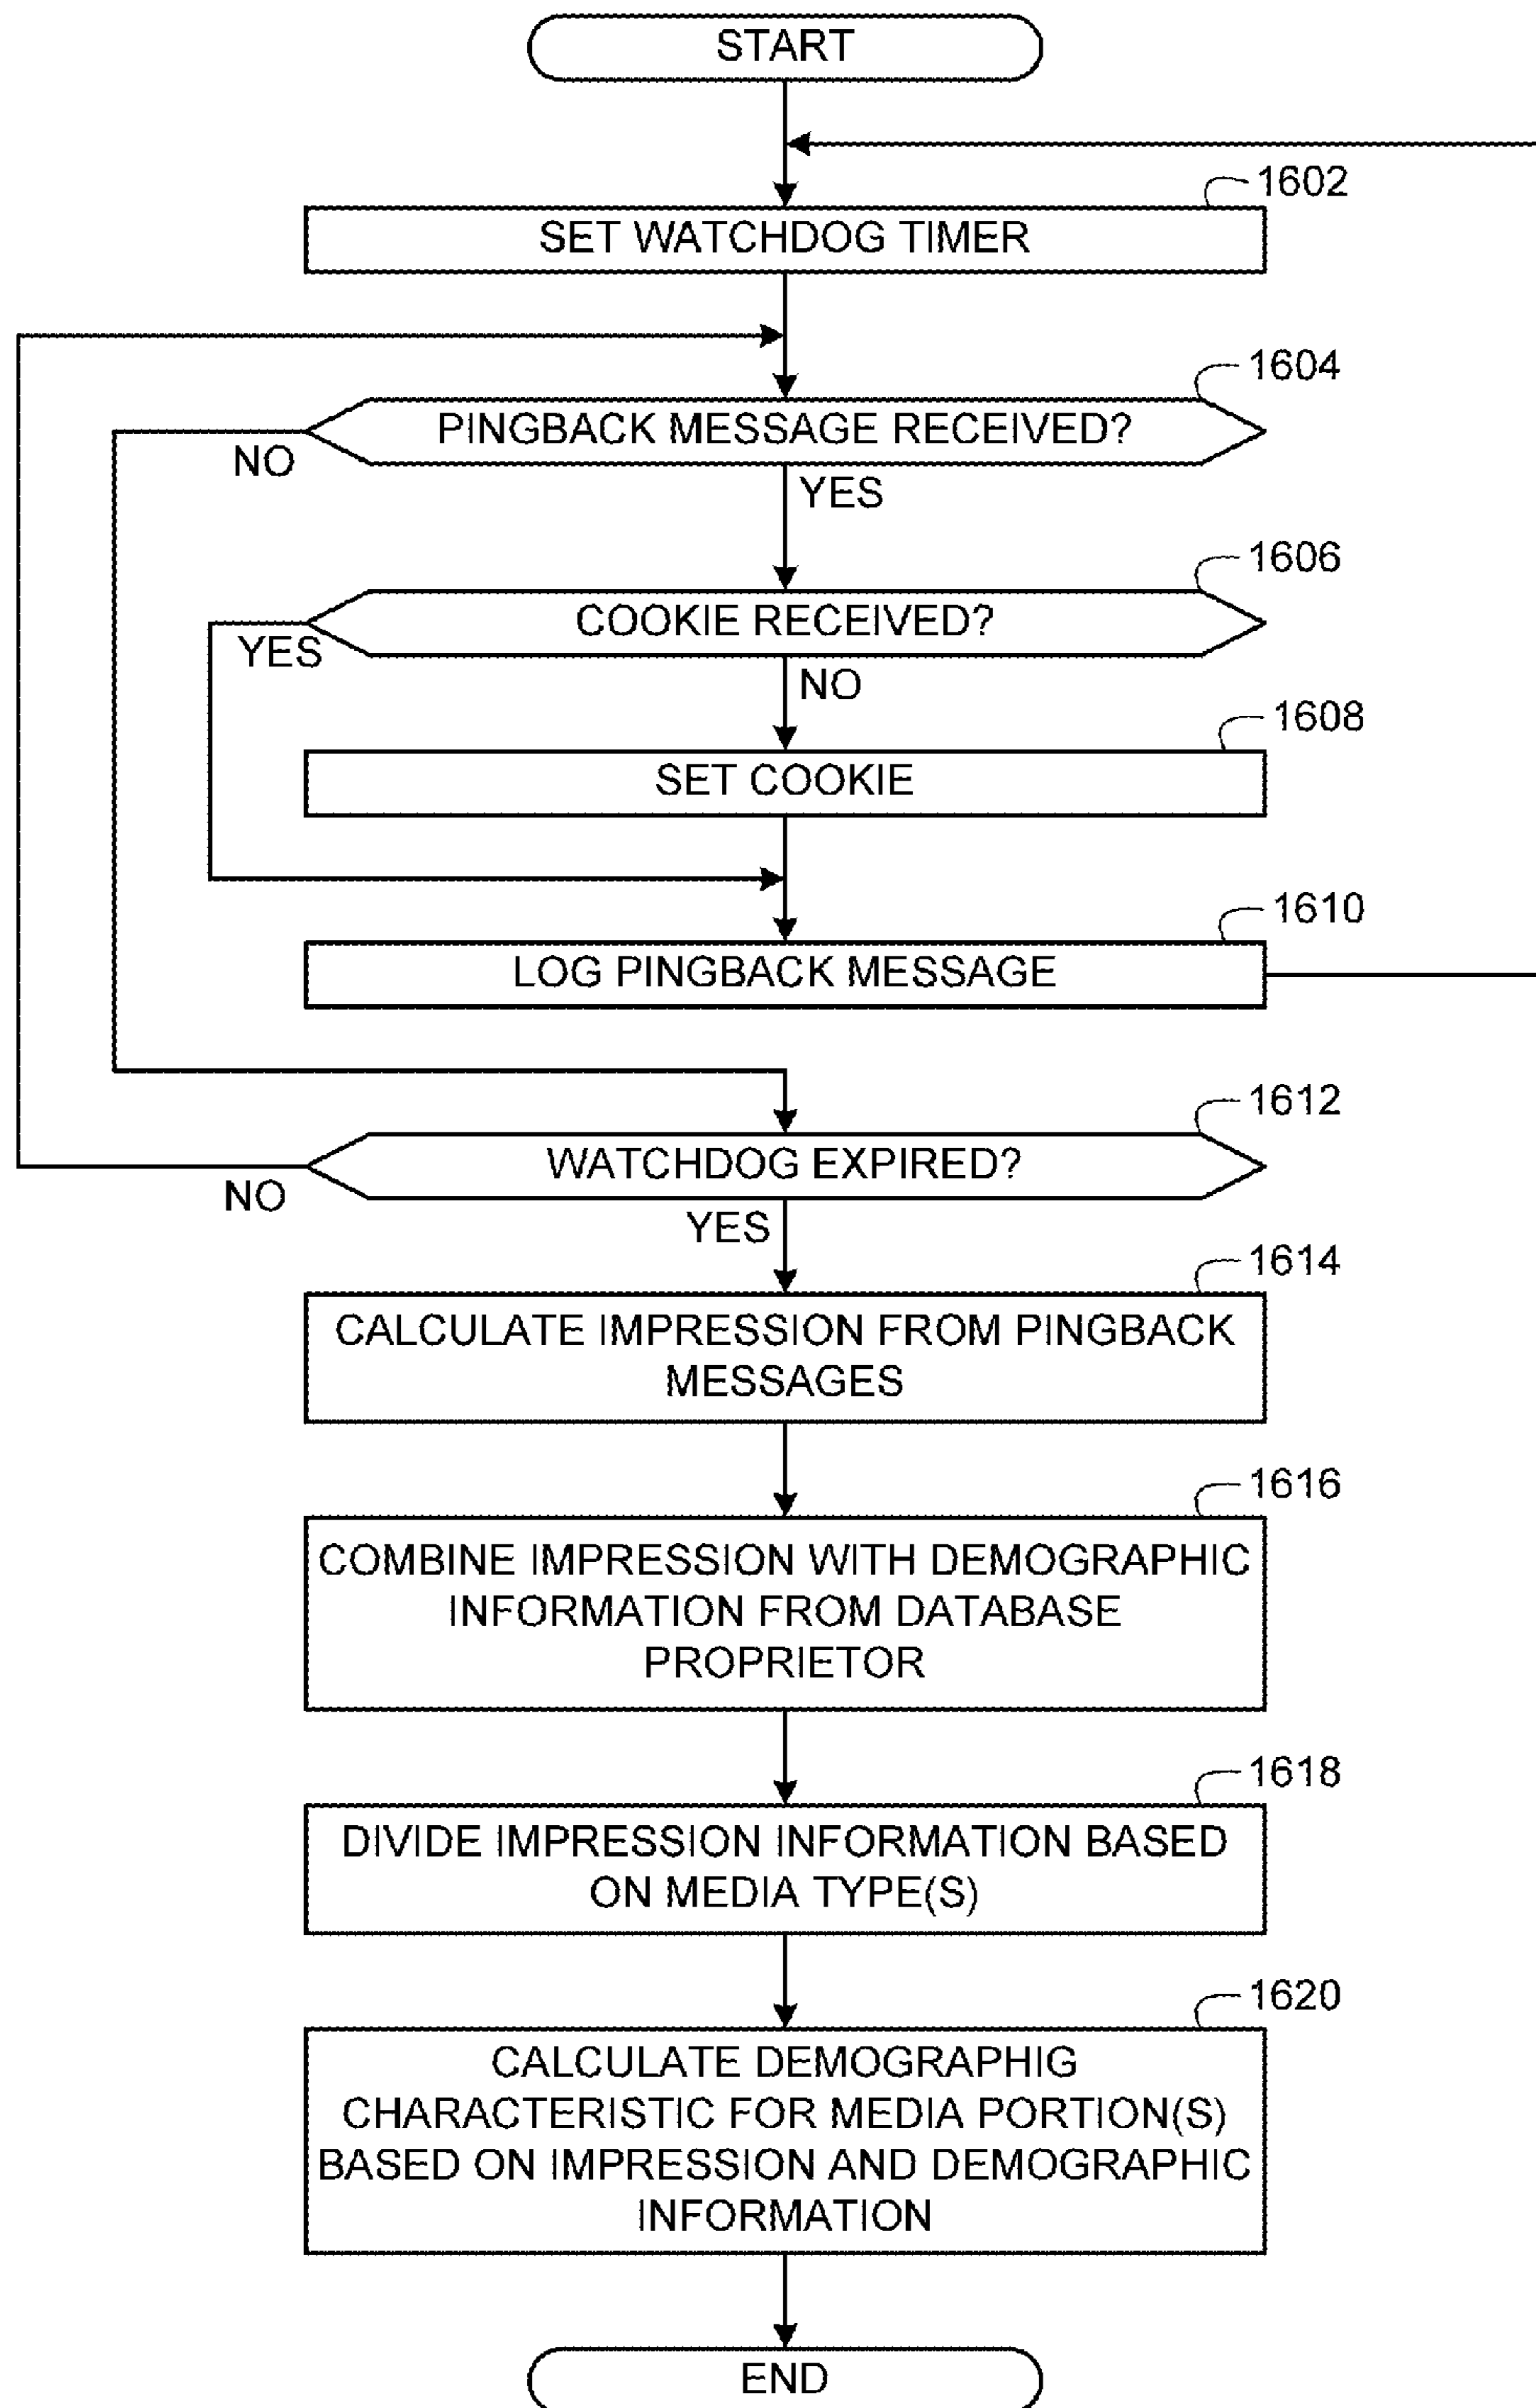 START
1602
SET WATCHDOG TIMER
1604
PINGBACK MESSAGE RECEIVED?
NO
YES
1606
COOKIE RECEIVED?
YES
NO
1608
SET COOKIE
1610
LOG PINGBACK MESSAGE
1612
WATCHDOG EXPIRED?
NO
YES
1614
CALCULATE IMPRESSION FROM PINGBACK
MESSAGES
1616
COMBINE IMPRESSION WITH DEMOGRAPHIC
INFORMATION FROM DATABASE
PROPRIETOR
1618
DIVIDE IMPRESSION INFORMATION BASED
ON MEDIA TYPE(S)
1620
CALCULATE DEMOGRAPHIG
CHARACTERISTIC FOR MEDIA PORTION(S)
BASED ON IMPRESSION AND DEMOGRAPHIC
INFORMATION
END